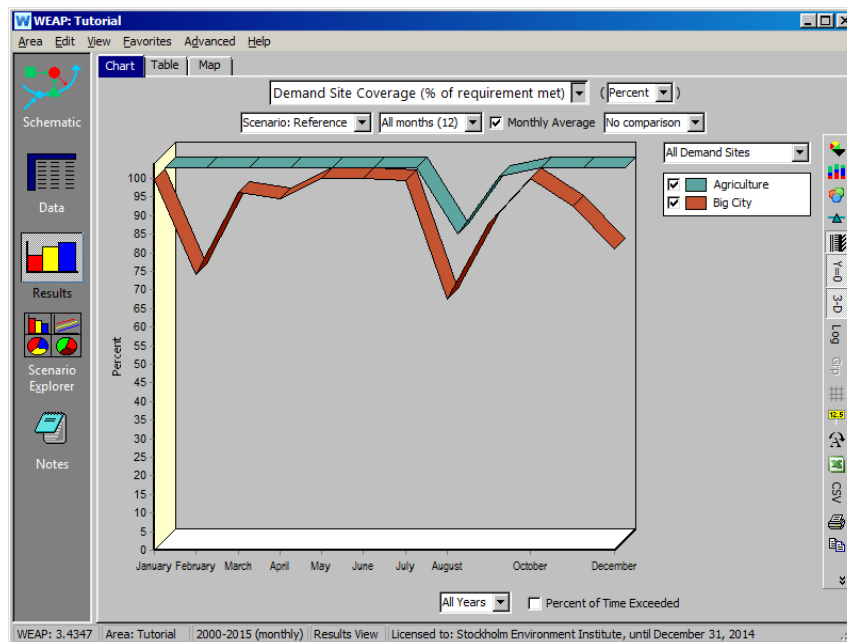 WEAP: Tutorial
Area Edit View Favorites Advanced Help
Chart Table Map
Demand Site Coverage (% of requirement met) ( Percent )
Scenario: Reference All months (12) Monthly Average No comparison
Schematic
Data
Results
Scenario
Explorer
Notes
All Demand Sites
Agriculture
Big City
Percent
100
95
90
85
80
75
70
65
60
55
50
45
40
35
30
25
20
15
10
5
0
January February March April May June July August October December
Y=0
3-D
Log
Grp
12.5
CSV
All Years Percent of Time Exceeded
WEAP: 3.4347 Area: Tutorial 2000-2015 (monthly) Results View Licensed to: Stockholm Environment Institute, until December 31, 2014